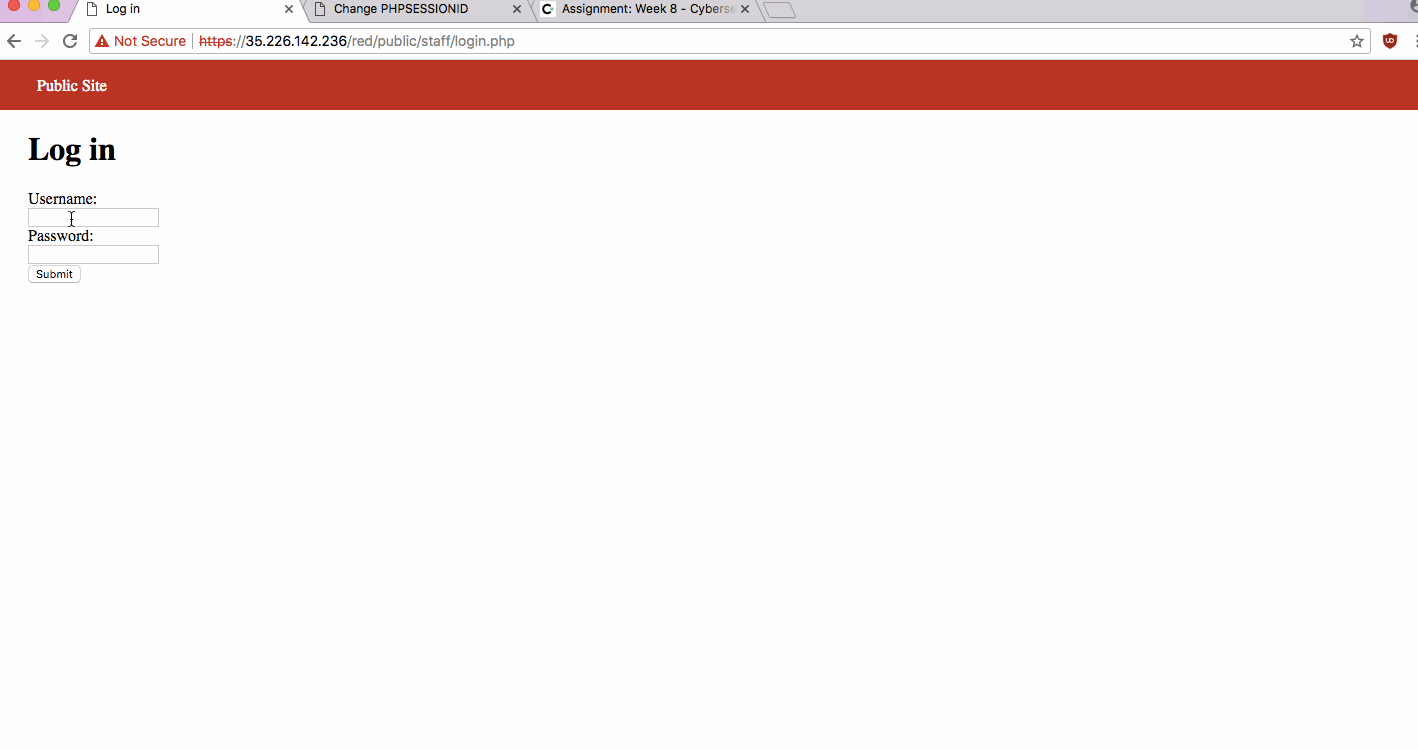 Log in
Change PHPSESSIONID
Assignment: Week 8 - Cyberse
Not Secure https://35.226.142.236/red/public/staff/login.php
Public Site
Log in
Username:
Password:
Submit